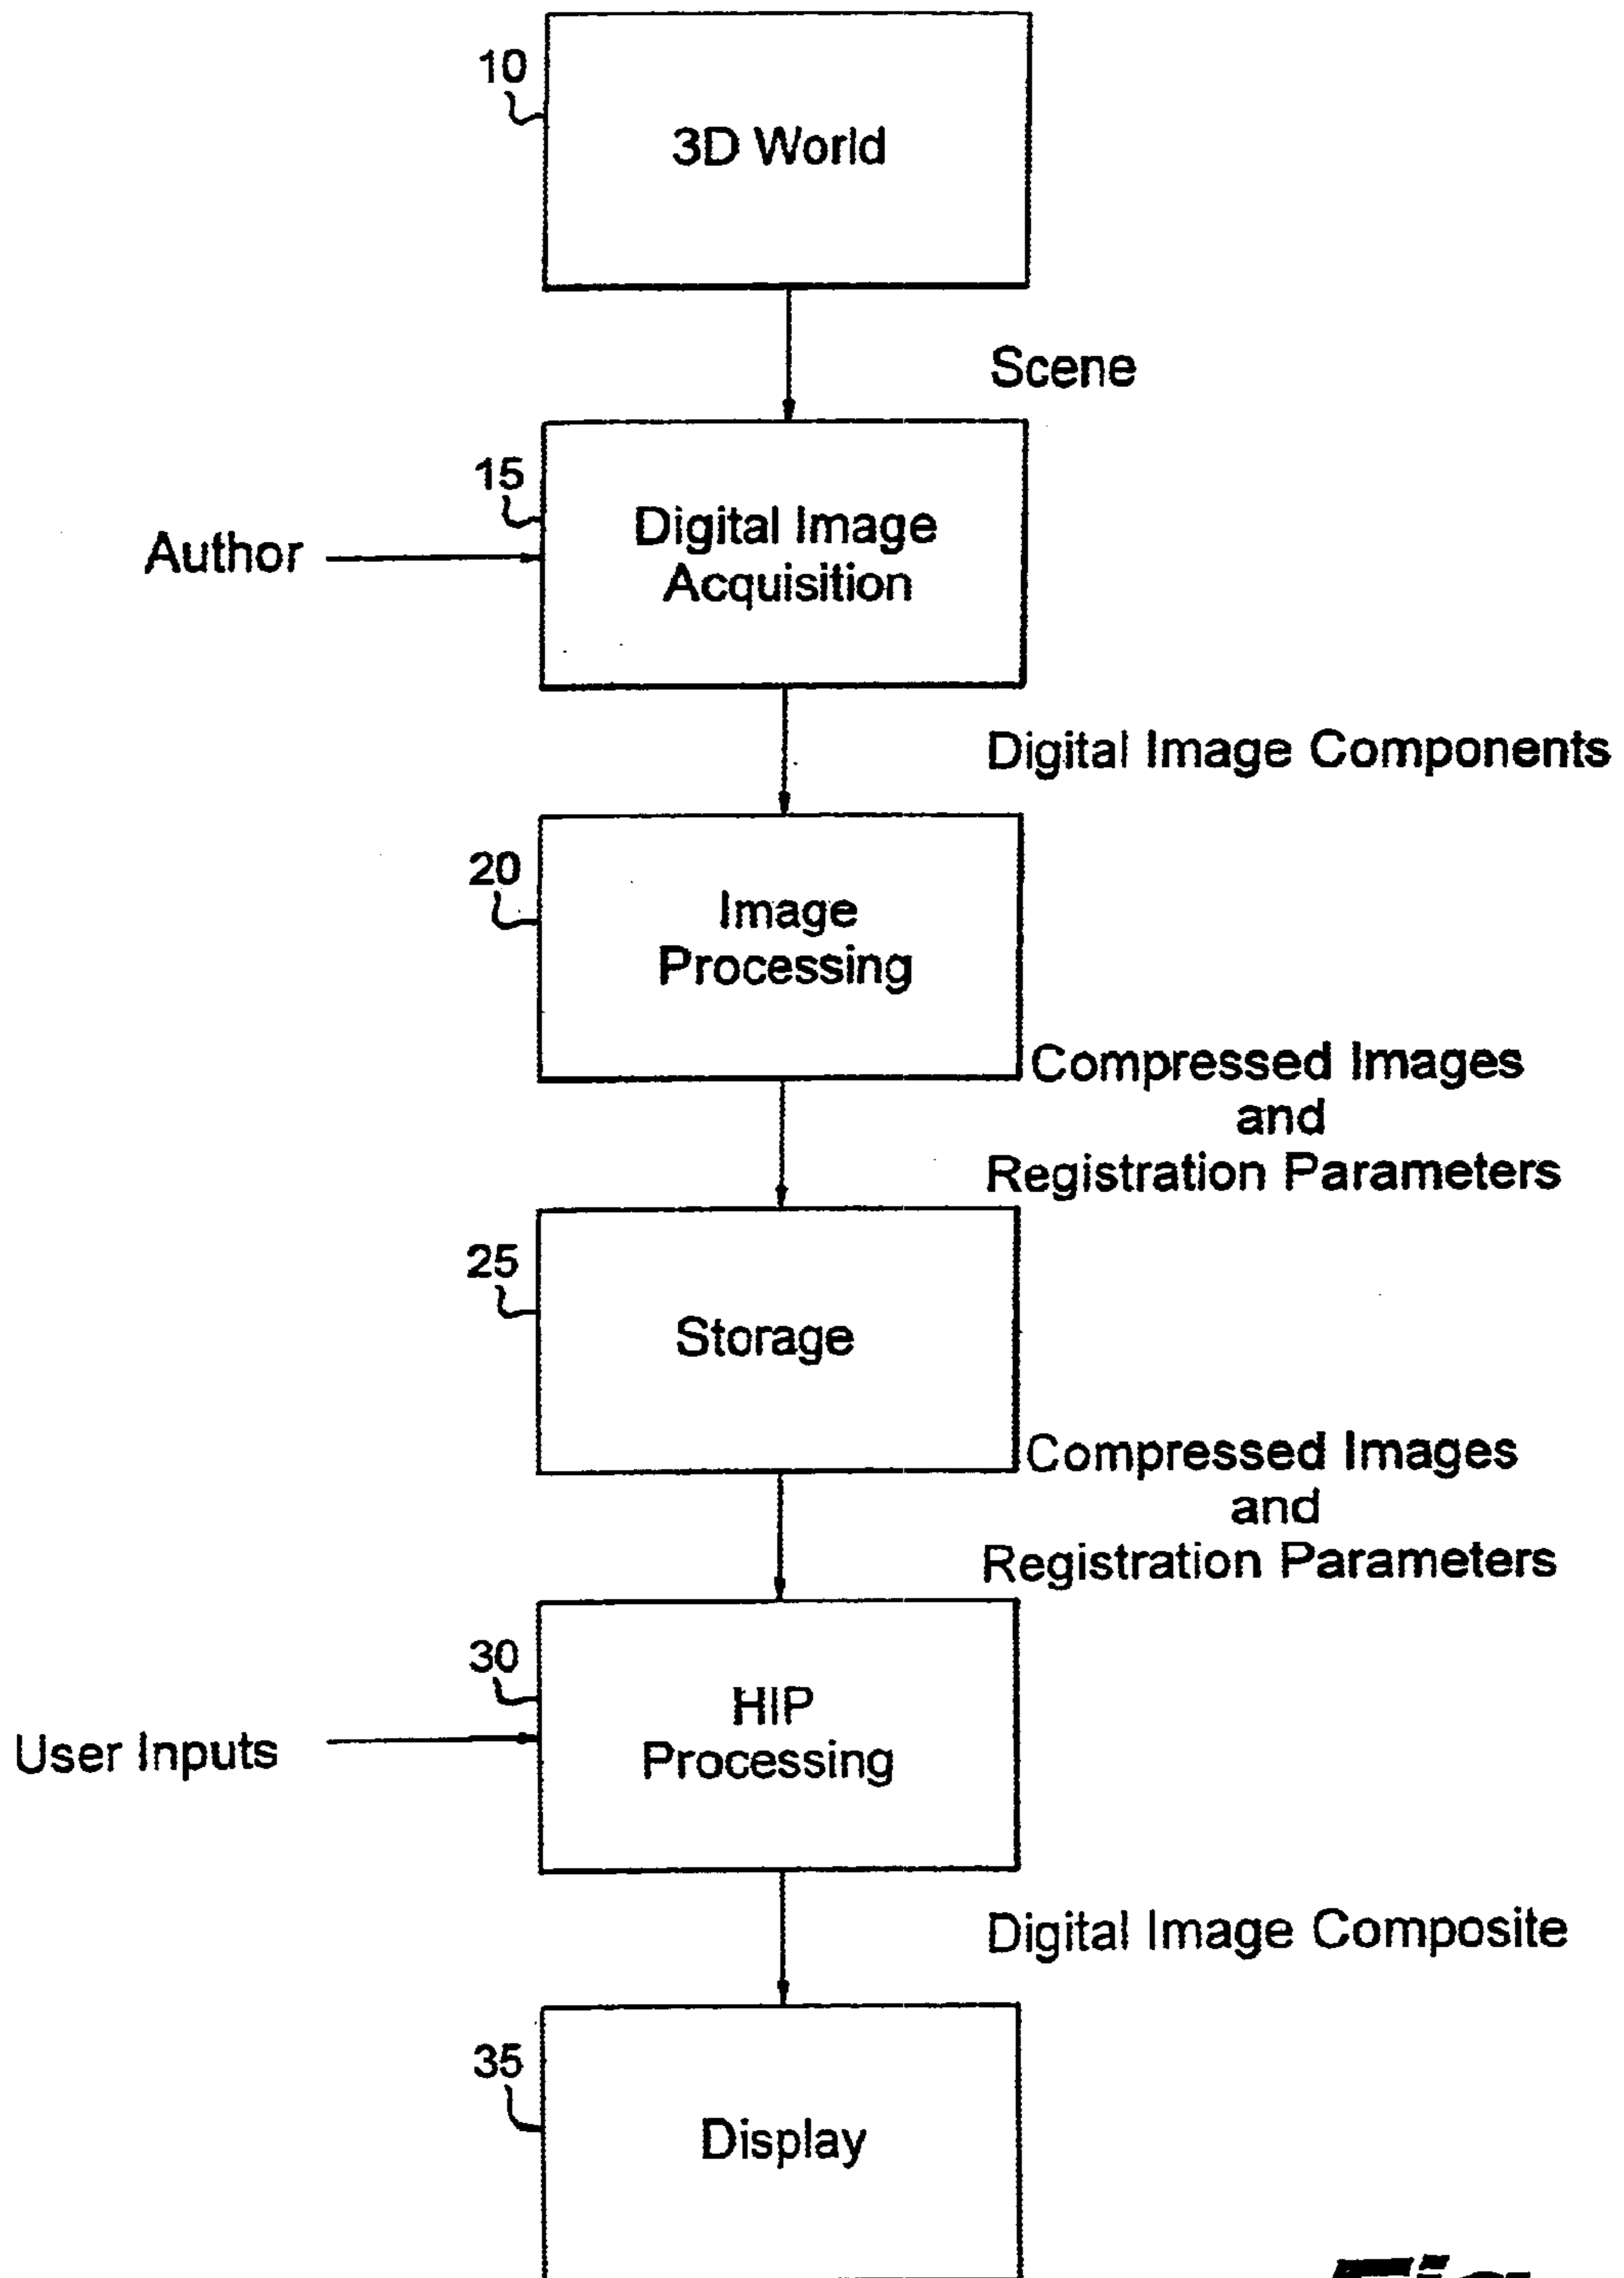 10
3D World
Scene
15
Digital Image
Acquisition
Author
Digital Image Components
20
Image
Processing
Compressed Images
and
Registration Parameters
25
Storage
Compressed Images
and
Registration Parameters
30
HIP
Processing
User Inputs
Digital Image Composite
35
Display